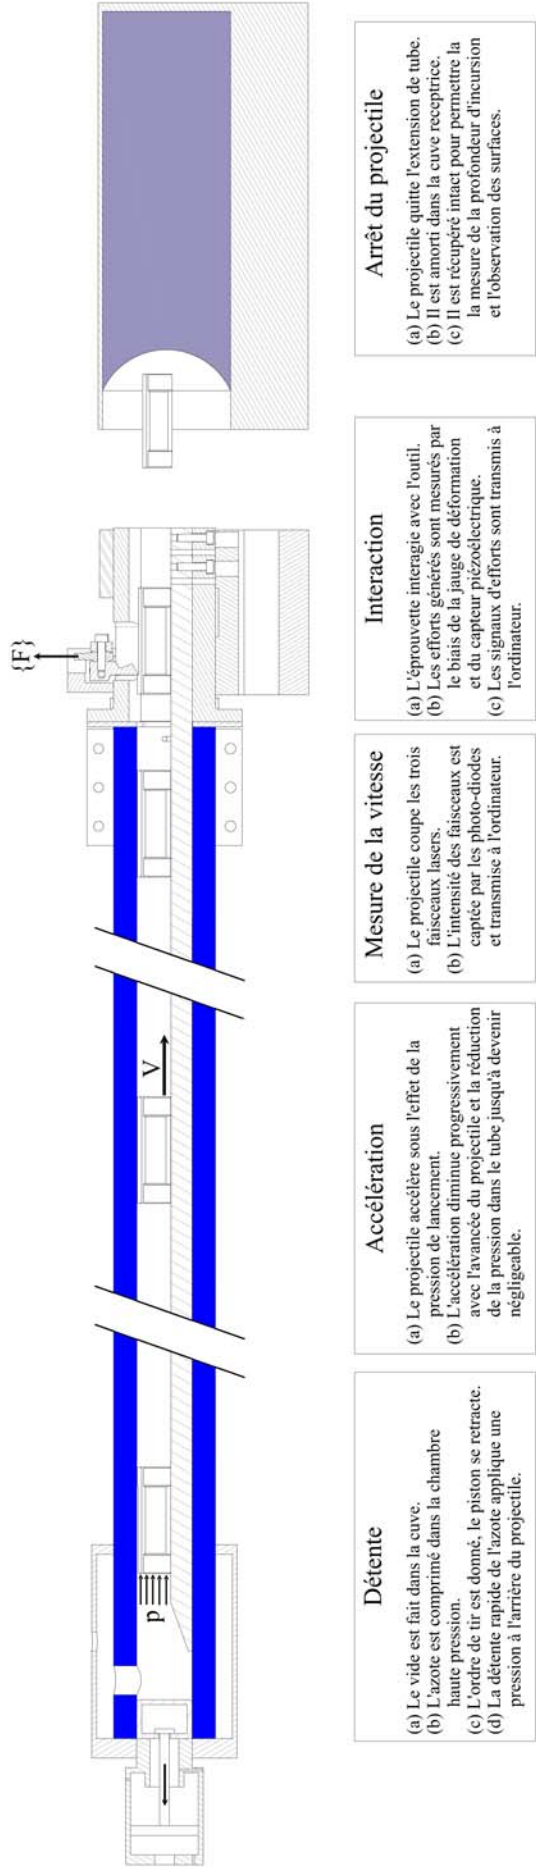 {F}
V
p
Détente
(a) Le vide est fait dans la cuve.
(b) L'azote est comprimé dans la chambre
haute pression.
(c) L'ordre de tir est donné, le piston se retracte.
(d) La détente rapide de l'azote applique une
pression à l'arrière du projectile.
Accélération
(a) Le projectile accélère sous l'effet de la
pression de lancement.
(b) L'accélération diminue progressivement
avec l'avancée du projectile et la réduction
de la pression dans le tube jusqu'à devenir
négligeable.
Mesure de la vitesse
(a) Le projectile coupe les trois
faisceaux lasers.
(b) L'intensité des faisceaux est
captée par les photo-diodes
et transmise à l'ordinateur.
Interaction
(a) L'éprouvette interagie avec l'outil.
(b) Les efforts générés sont mesurés par
le biais de la jauge de déformation
et du capteur piézoélectrique.
(c) Les signaux d'efforts sont transmis à
l'ordinateur.
Arrêt du projectile
(a) Le projectile quitte l'extension de tube.
(b) Il est amorti dans la cuve receptrice.
(c) Il est récupéré intact pour permettre la
la mesure de la profondeur d'incursion
et l'observation des surfaces.